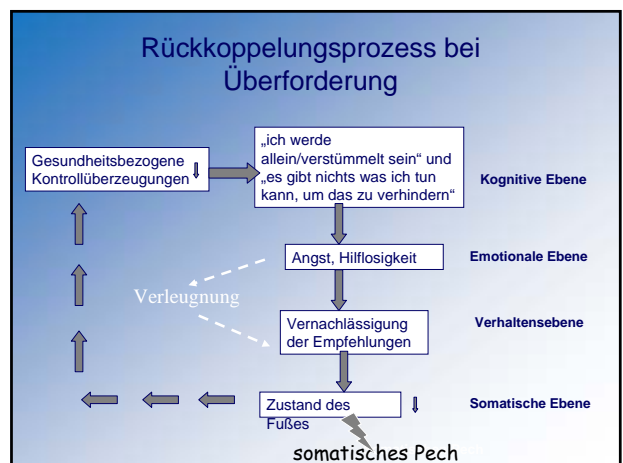 Rückkoppelungsprozess bei
Überforderung
Gesundheitsbezogene
Kontrollüberzeugungen
„ich werde
allein/verstümmelt sein“ und
„es gibt nichts was ich tun
kann, um das zu verhindern“
Kognitive Ebene
Angst, Hilflosigkeit
Emotionale Ebene
Verleugnung
Vernachlässigung
der Empfehlungen
Verhaltensebene
Zustand des
Fußes
Somatische Ebene
somatisches Pech